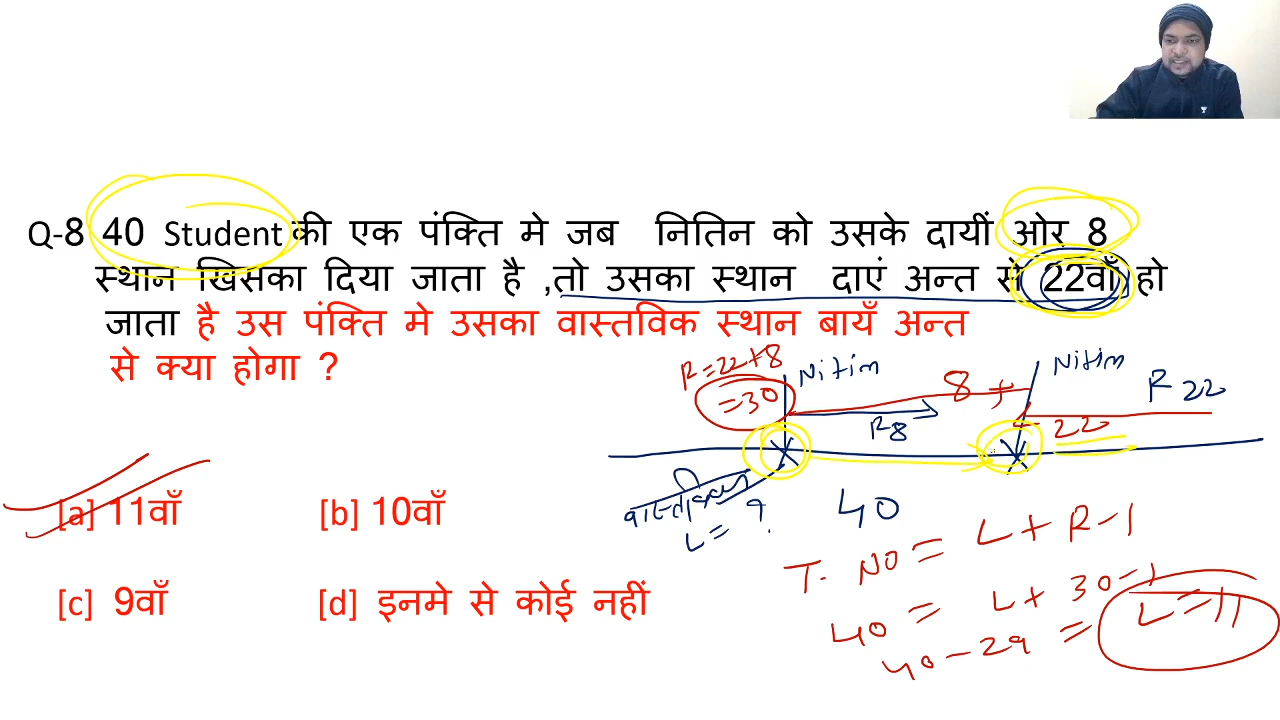 Q-8 40 Student की एक पंक्ति मे जब नितिन को उसके दायीं ओर 8
स्थान खिसका दिया जाता है ,तो उसका स्थान दाएं अन्त से 22वाँ हो
जाता है उस पंक्ति मे उसका वास्तविक स्थान बायँ अन्त
से क्या होगा ?
R=22+8
=30
Nitin
8
Nitin
R 22
R8
22
वास्तविक
L= ?
40
[a] 11वाँ
[b] 10वाँ
T. NO = L + R-1
[c] 9वाँ
[d] इनमे से कोई नहीं
40 = L + 30-1
40-29 = L=11